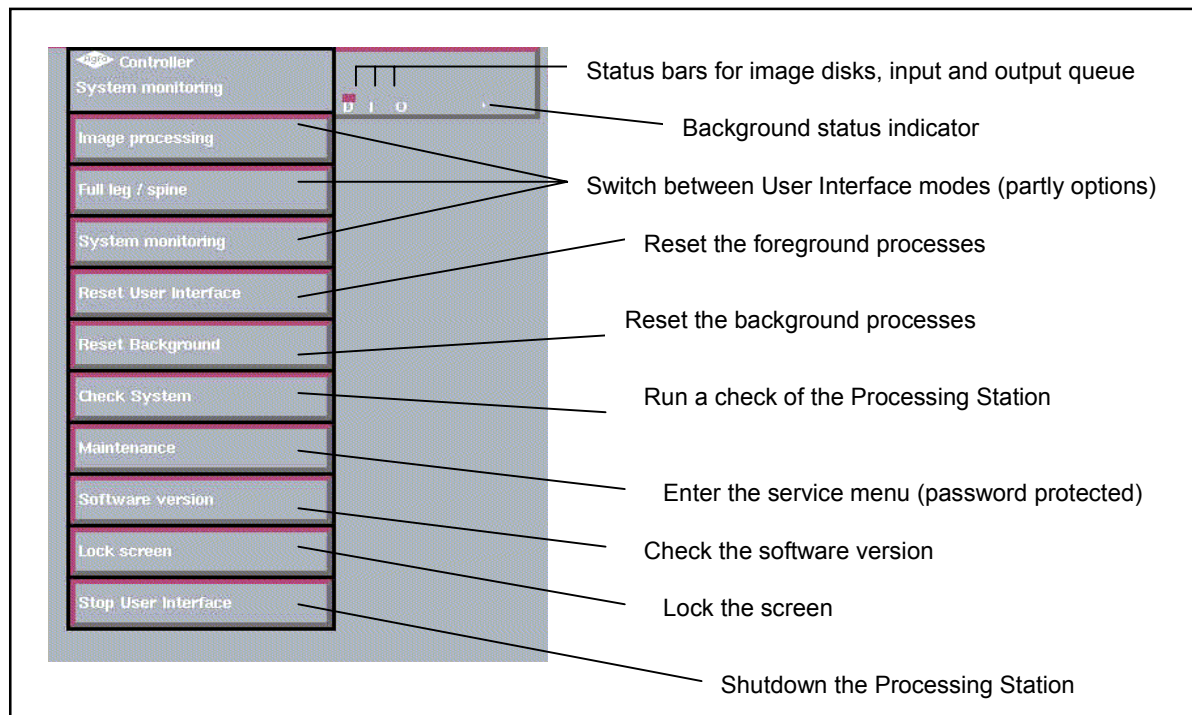 AGFA Controller
System monitoring
D I O
Status bars for image disks, input and output queue
Background status indicator
Image processing
Full leg / spine
Switch between User Interface modes (partly options)
System monitoring
Reset User Interface
Reset the foreground processes
Reset Background
Reset the background processes
Check System
Run a check of the Processing Station
Maintenance
Enter the service menu (password protected)
Software version
Check the software version
Lock screen
Lock the screen
Stop User Interface
Shutdown the Processing Station